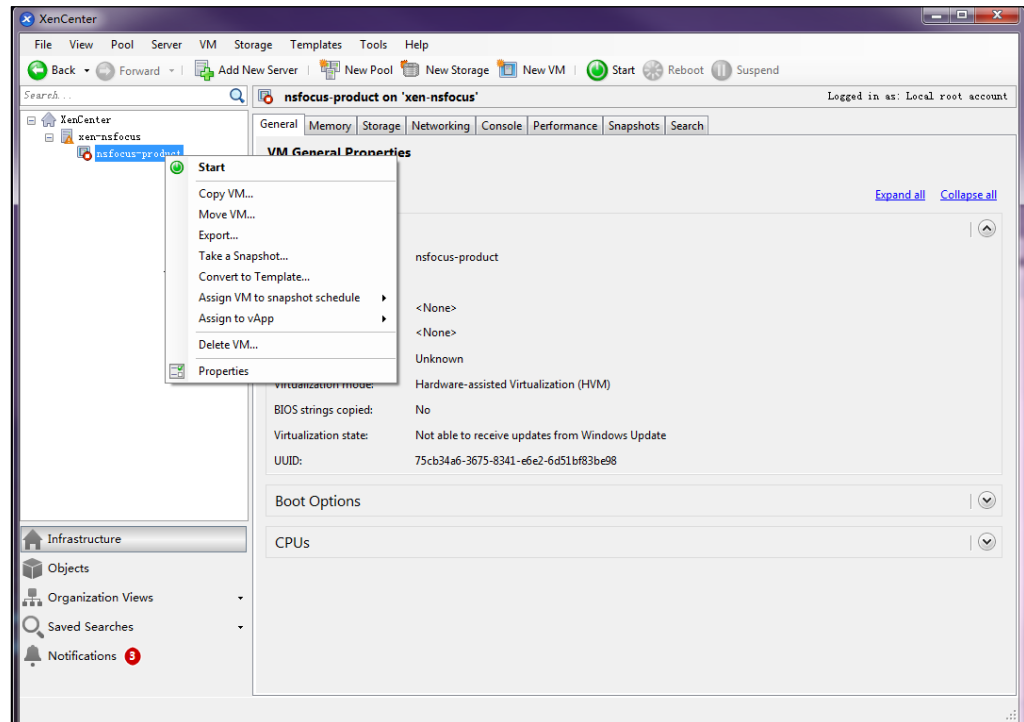 XenCenter
File View Pool Server VM Storage Templates Tools Help
Back Forward Add New Server New Pool New Storage New VM Start Reboot Suspend
Search...
nsfocus-product on 'xen-nsfocus'
Logged in as: Local root account
XenCenter
xen-nsfocus
nsfocus-product
General Memory Storage Networking Console Performance Snapshots Search
VM General Properties
Expand all Collapse all
Start
Copy VM...
Move VM...
Export...
Take a Snapshot...
Convert to Template...
Assign VM to snapshot schedule
Assign to vApp
Delete VM...
Properties
nsfocus-product
<None>
<None>
Unknown
Virtualization mode: Hardware-assisted Virtualization (HVM)
BIOS strings copied: No
Virtualization state: Not able to receive updates from Windows Update
UUID: 75cb34a6-3675-8341-e6e2-6d51bf83be98
Boot Options
CPUs
Infrastructure
Objects
Organization Views
Saved Searches
Notifications 3